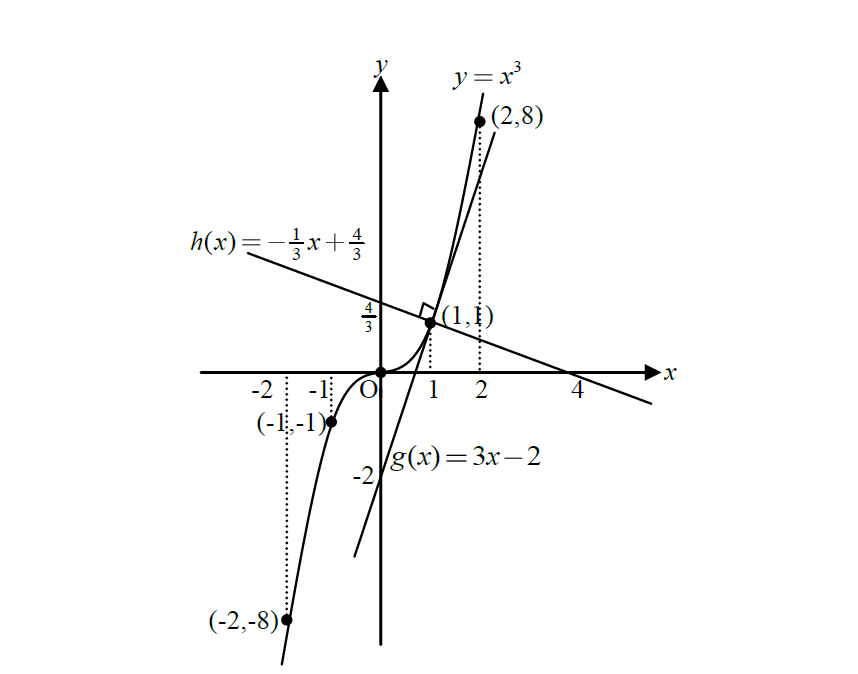 y
y = x³
(2,8)
h(x) = -1/3x + 4/3
4/3
(1,1)
x
-2 -1 O 1 2 4
(-1,-1)
g(x) = 3x - 2
-2
(-2,-8)